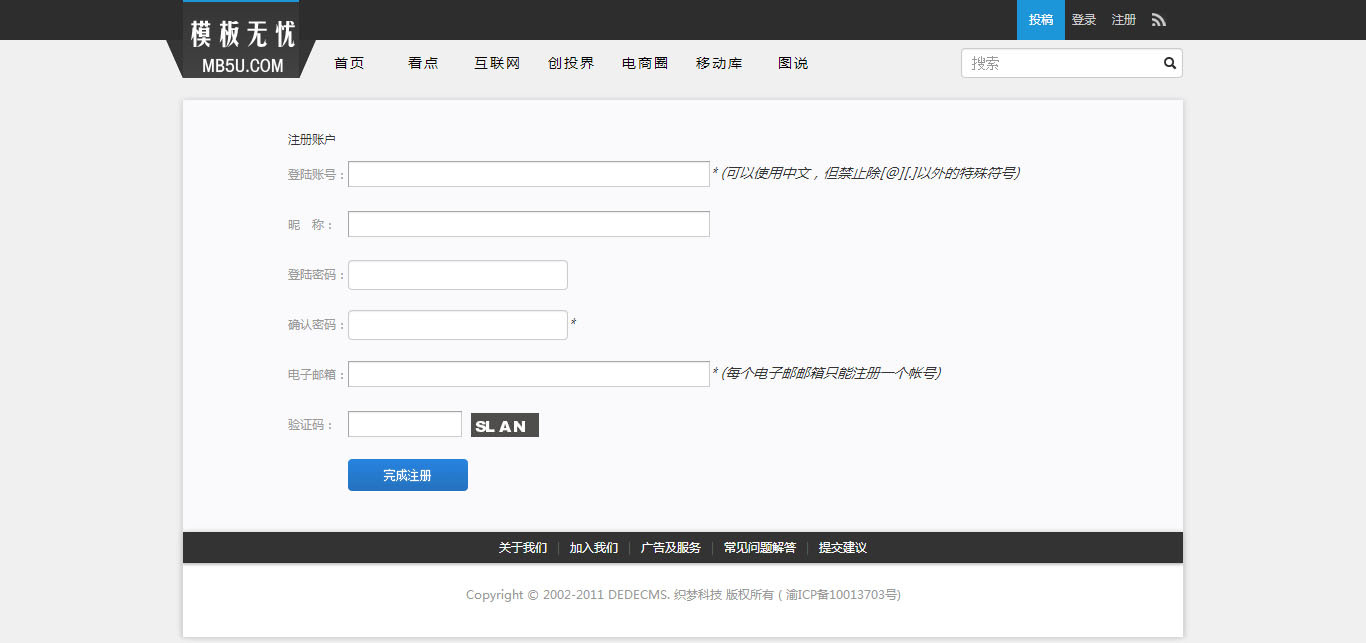 投稿 登录 注册
模板无忧
MB5U.COM
首页 看点 互联网 创投界 电商圈 移动库 图说
搜索
注册账户
登陆账号： * (可以使用中文，但禁止除[@][.]以外的特殊符号)
昵 称：
登陆密码：
确认密码： *
电子邮箱： * (每个电子邮邮箱只能注册一个帐号)
验证码： SLAN
完成注册
关于我们 | 加入我们 | 广告及服务 | 常见问题解答 | 提交建议
Copyright © 2002-2011 DEDECMS. 织梦科技 版权所有 ( 渝ICP备10013703号)